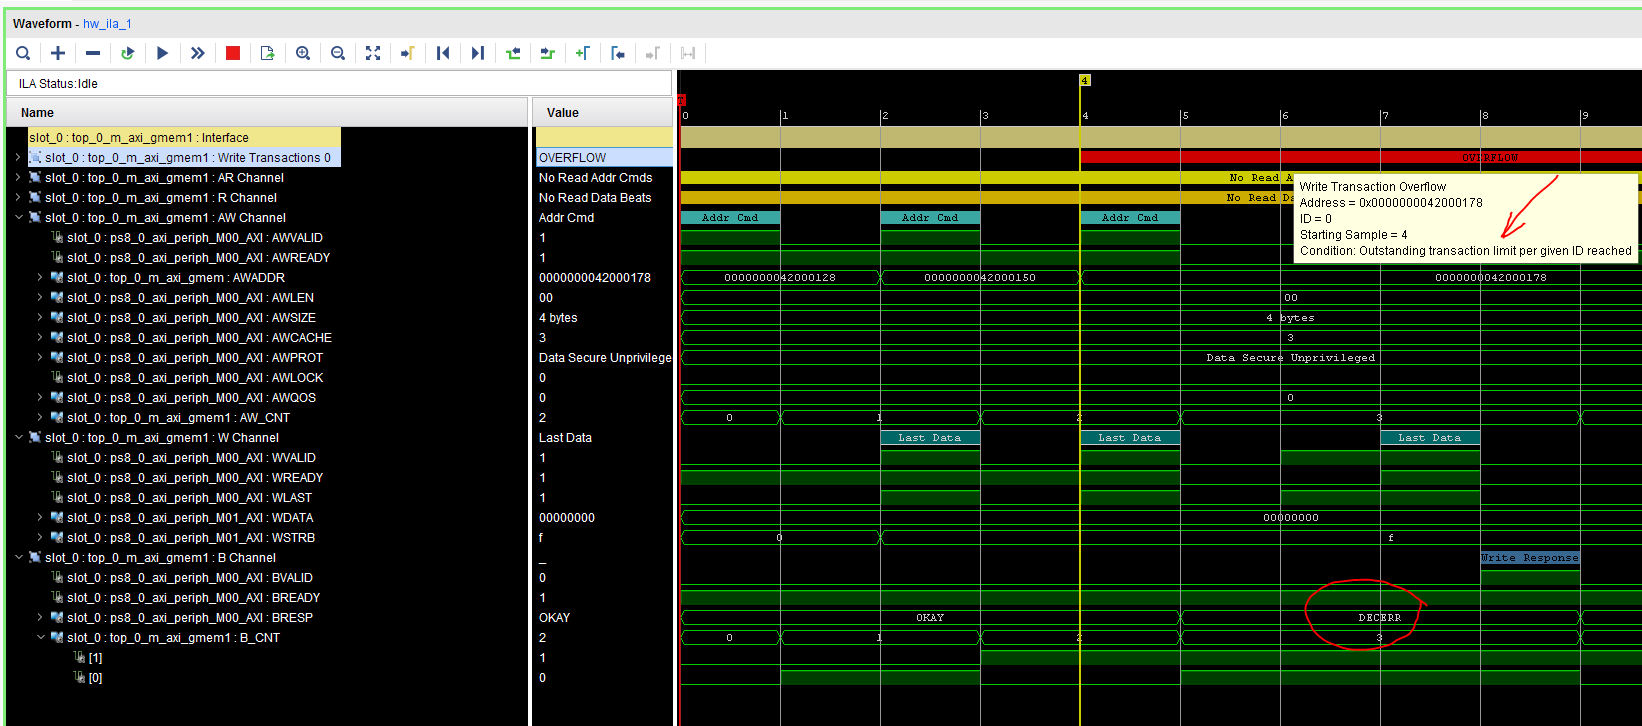 Waveform - hw_ila_1
ILA Status:Idle
Name Value
4
T
0 1 2 3 4 5 6 7 8 9
slot_0 : top_0_m_axi_gmem1 : Interface
slot_0 : top_0_m_axi_gmem1 : Write Transactions 0 OVERFLOW OVERFLOW
slot_0 : top_0_m_axi_gmem1 : AR Channel No Read Addr Cmds No Read A
slot_0 : top_0_m_axi_gmem1 : R Channel No Read Data Beats No Read Da
Write Transaction Overflow
Address = 0x0000000042000178
ID = 0
Starting Sample = 4
Condition: Outstanding transaction limit per given ID reached
slot_0 : top_0_m_axi_gmem1 : AW Channel Addr Cmd Addr Cmd Addr Cmd Addr Cmd
slot_0 : ps8_0_axi_periph_M00_AXI : AWVALID 1
slot_0 : ps8_0_axi_periph_M00_AXI : AWREADY 1
slot_0 : top_0_m_axi_gmem : AWADDR 0000000042000178 0000000042000128 0000000042000150 0000000042000178
slot_0 : ps8_0_axi_periph_M00_AXI : AWLEN 00 00
slot_0 : ps8_0_axi_periph_M00_AXI : AWSIZE 4 bytes 4 bytes
slot_0 : ps8_0_axi_periph_M00_AXI : AWCACHE 3 3
slot_0 : ps8_0_axi_periph_M00_AXI : AWPROT Data Secure Unprivilege Data Secure Unprivileged
slot_0 : ps8_0_axi_periph_M00_AXI : AWLOCK 0
slot_0 : ps8_0_axi_periph_M00_AXI : AWQOS 0 0
slot_0 : top_0_m_axi_gmem1 : AW_CNT 2 0 1 2 3
slot_0 : top_0_m_axi_gmem1 : W Channel Last Data Last Data Last Data Last Data
slot_0 : ps8_0_axi_periph_M00_AXI : WVALID 1
slot_0 : ps8_0_axi_periph_M00_AXI : WREADY 1
slot_0 : ps8_0_axi_periph_M00_AXI : WLAST 1
slot_0 : ps8_0_axi_periph_M01_AXI : WDATA 00000000 00000000
slot_0 : ps8_0_axi_periph_M01_AXI : WSTRB f 0 f
slot_0 : top_0_m_axi_gmem1 : B Channel _ Write Response
slot_0 : ps8_0_axi_periph_M00_AXI : BVALID 0
slot_0 : ps8_0_axi_periph_M00_AXI : BREADY 1
slot_0 : ps8_0_axi_periph_M00_AXI : BRESP OKAY OKAY DECERR
slot_0 : top_0_m_axi_gmem1 : B_CNT 2 0 1 2 3
[1] 1
[0] 0